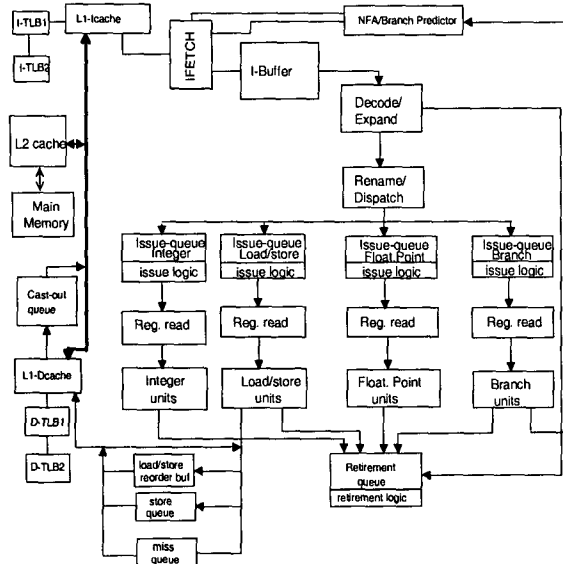 I-TLB1
L1-Icache
NFA/Branch Predictor
I-TLB2
IFETCH
I-Buffer
Decode/
Expand
L2 cache
Main
Memory
Rename/
Dispatch
Issue-queue
Integer
issue logic
Issue-queue
Load/store
issue logic
Issue-queue
Float.Point
issue logic
Issue-queue
Branch
issue logic
Cast-out
queue
Reg. read
Reg. read
Reg. read
Reg. read
L1-Dcache
Integer
units
Load/store
units
Float. Point
units
Branch
units
D-TLB1
D-TLB2
load/store
reorder buf
store
queue
miss
queue
Retirement
queue
retirement logic